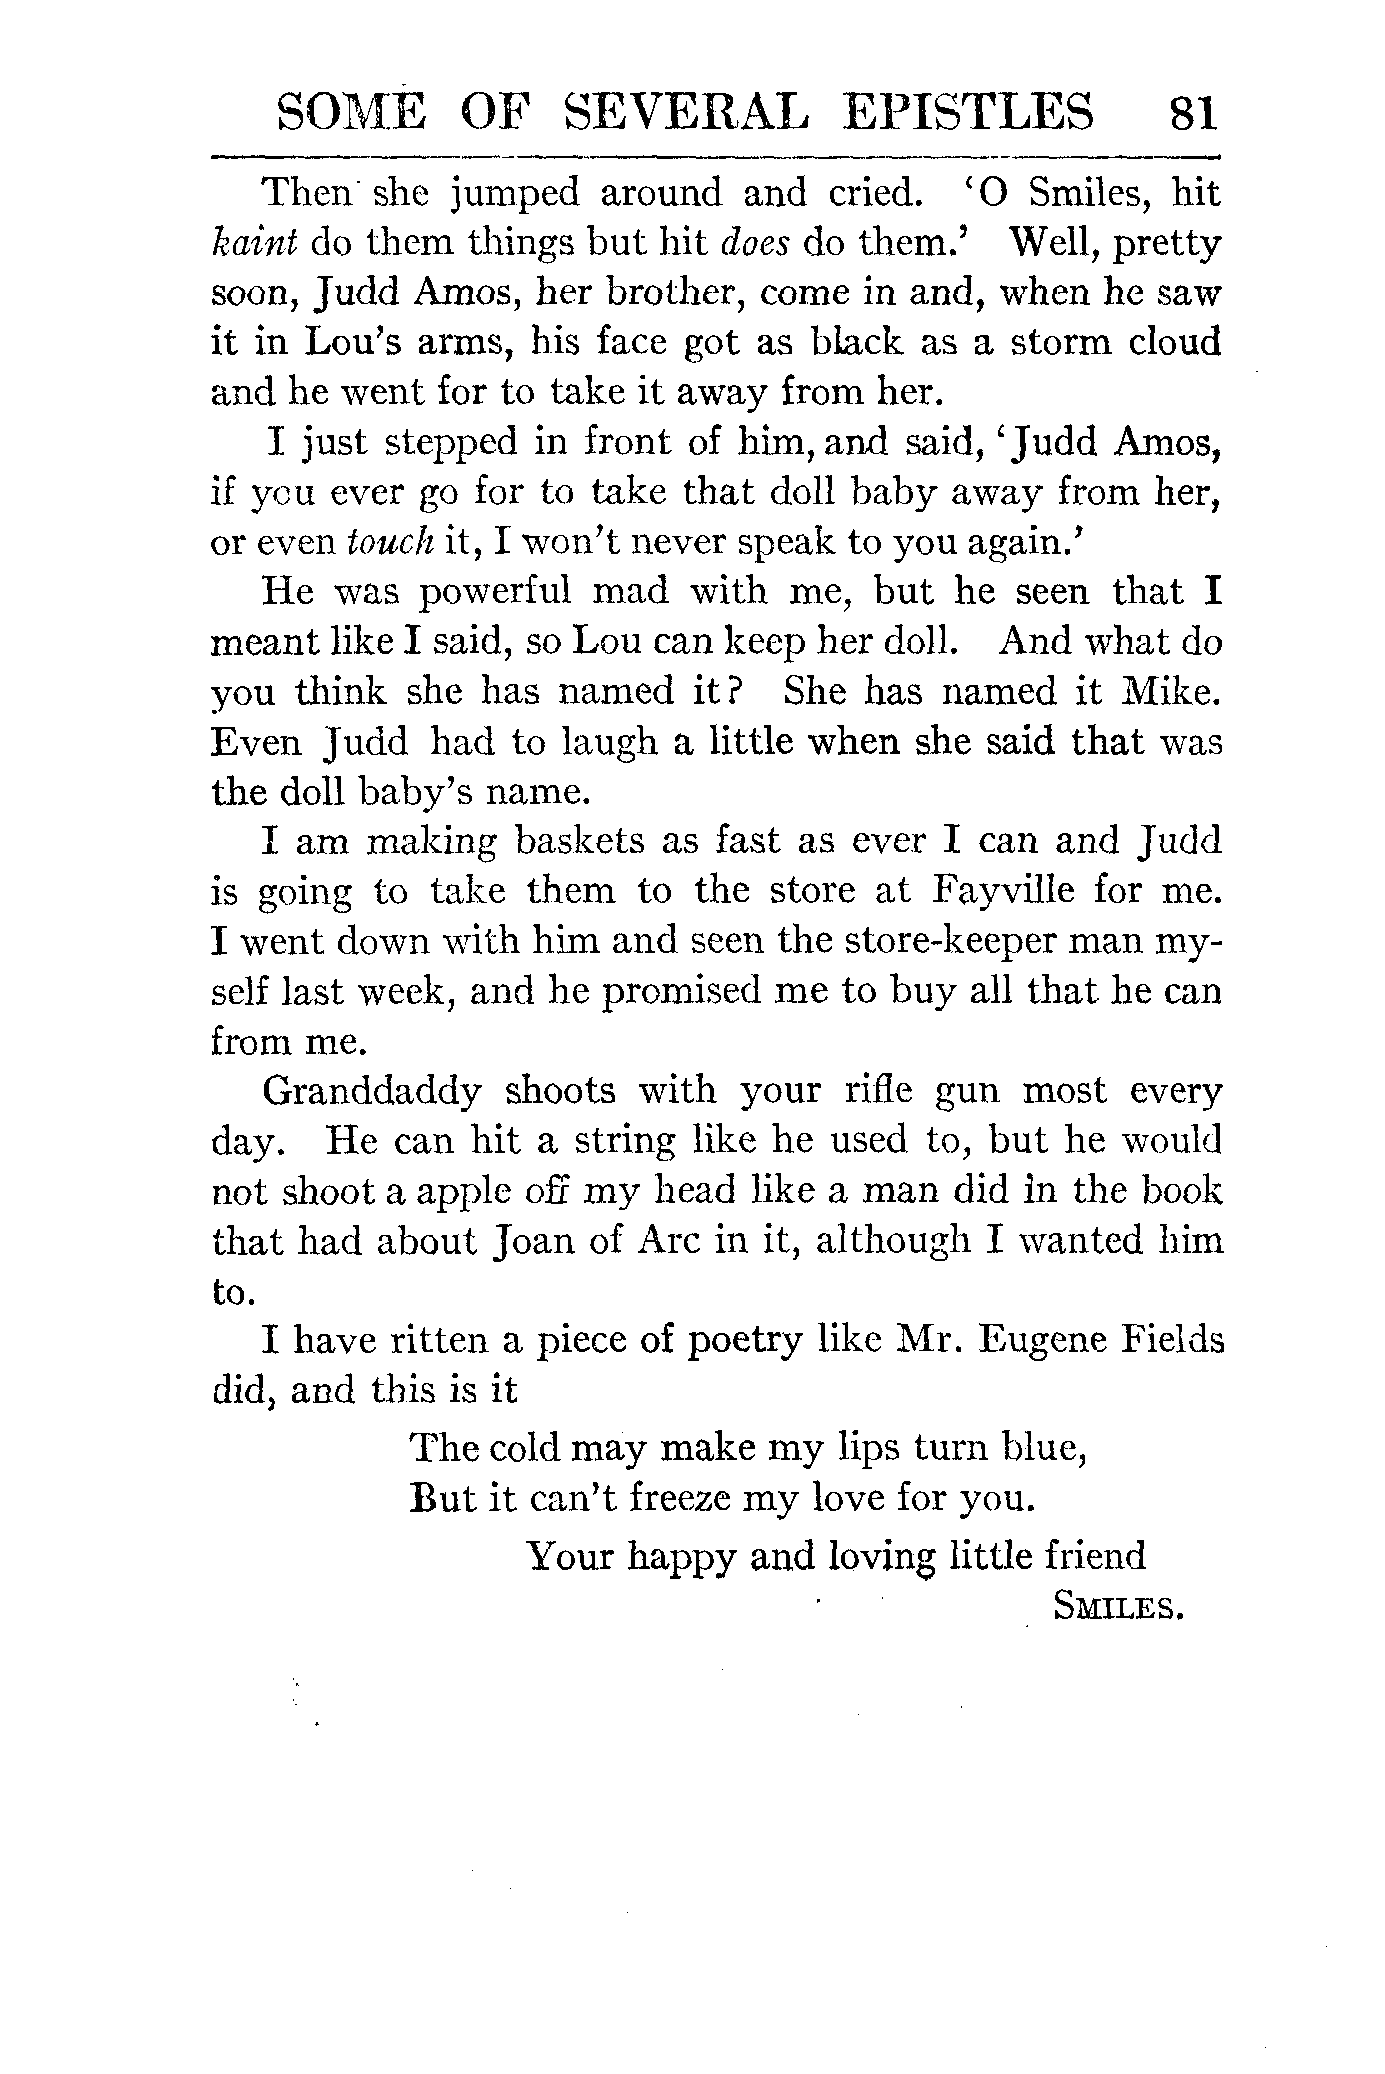 SOME OF SEVERAL EPISTLES 81
Then she jumped around and cried. ‘O Smiles, hit
kaint do them things but hit does do them.’ Well, pretty
soon, Judd Amos, her brother, come in and, when he saw
it in Lou’s arms, his face got as black as a storm cloud
and he went for to take it away from her.
I just stepped in front of him, and said, ‘Judd Amos,
if you ever go for to take that doll baby away from her,
or even touch it, I won’t never speak to you again.’
He was powerful mad with me, but he seen that I
meant like I said, so Lou can keep her doll. And what do
you think she has named it? She has named it Mike.
Even Judd had to laugh a little when she said that was
the doll baby’s name.
I am making baskets as fast as ever I can and Judd
is going to take them to the store at Fayville for me.
I went down with him and seen the store-keeper man my-
self last week, and he promised me to buy all that he can
from me.
Granddaddy shoots with your rifle gun most every
day. He can hit a string like he used to, but he would
not shoot a apple off my head like a man did in the book
that had about Joan of Arc in it, although I wanted him
to.
I have ritten a piece of poetry like Mr. Eugene Fields
did, and this is it
The cold may make my lips turn blue,
But it can’t freeze my love for you.
Your happy and loving little friend
SMILES.